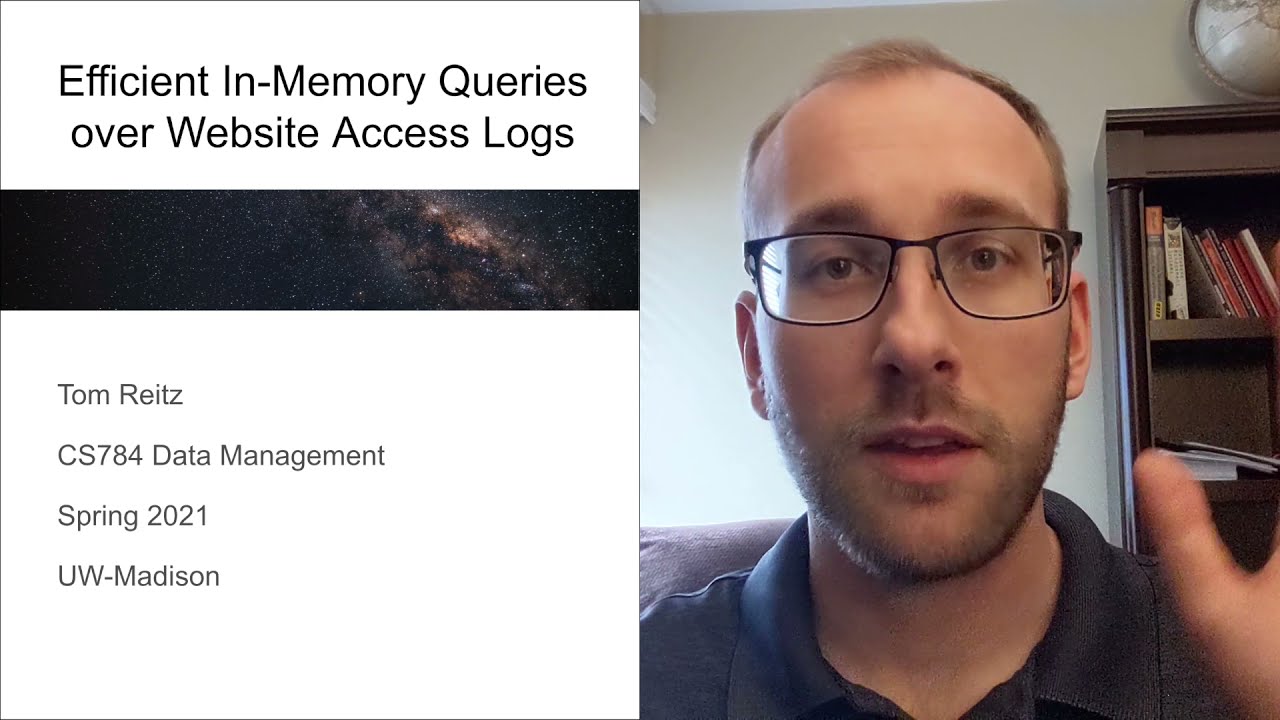 Efficient In-Memory Queries
over Website Access Logs
Tom Reitz
CS784 Data Management
Spring 2021
UW-Madison